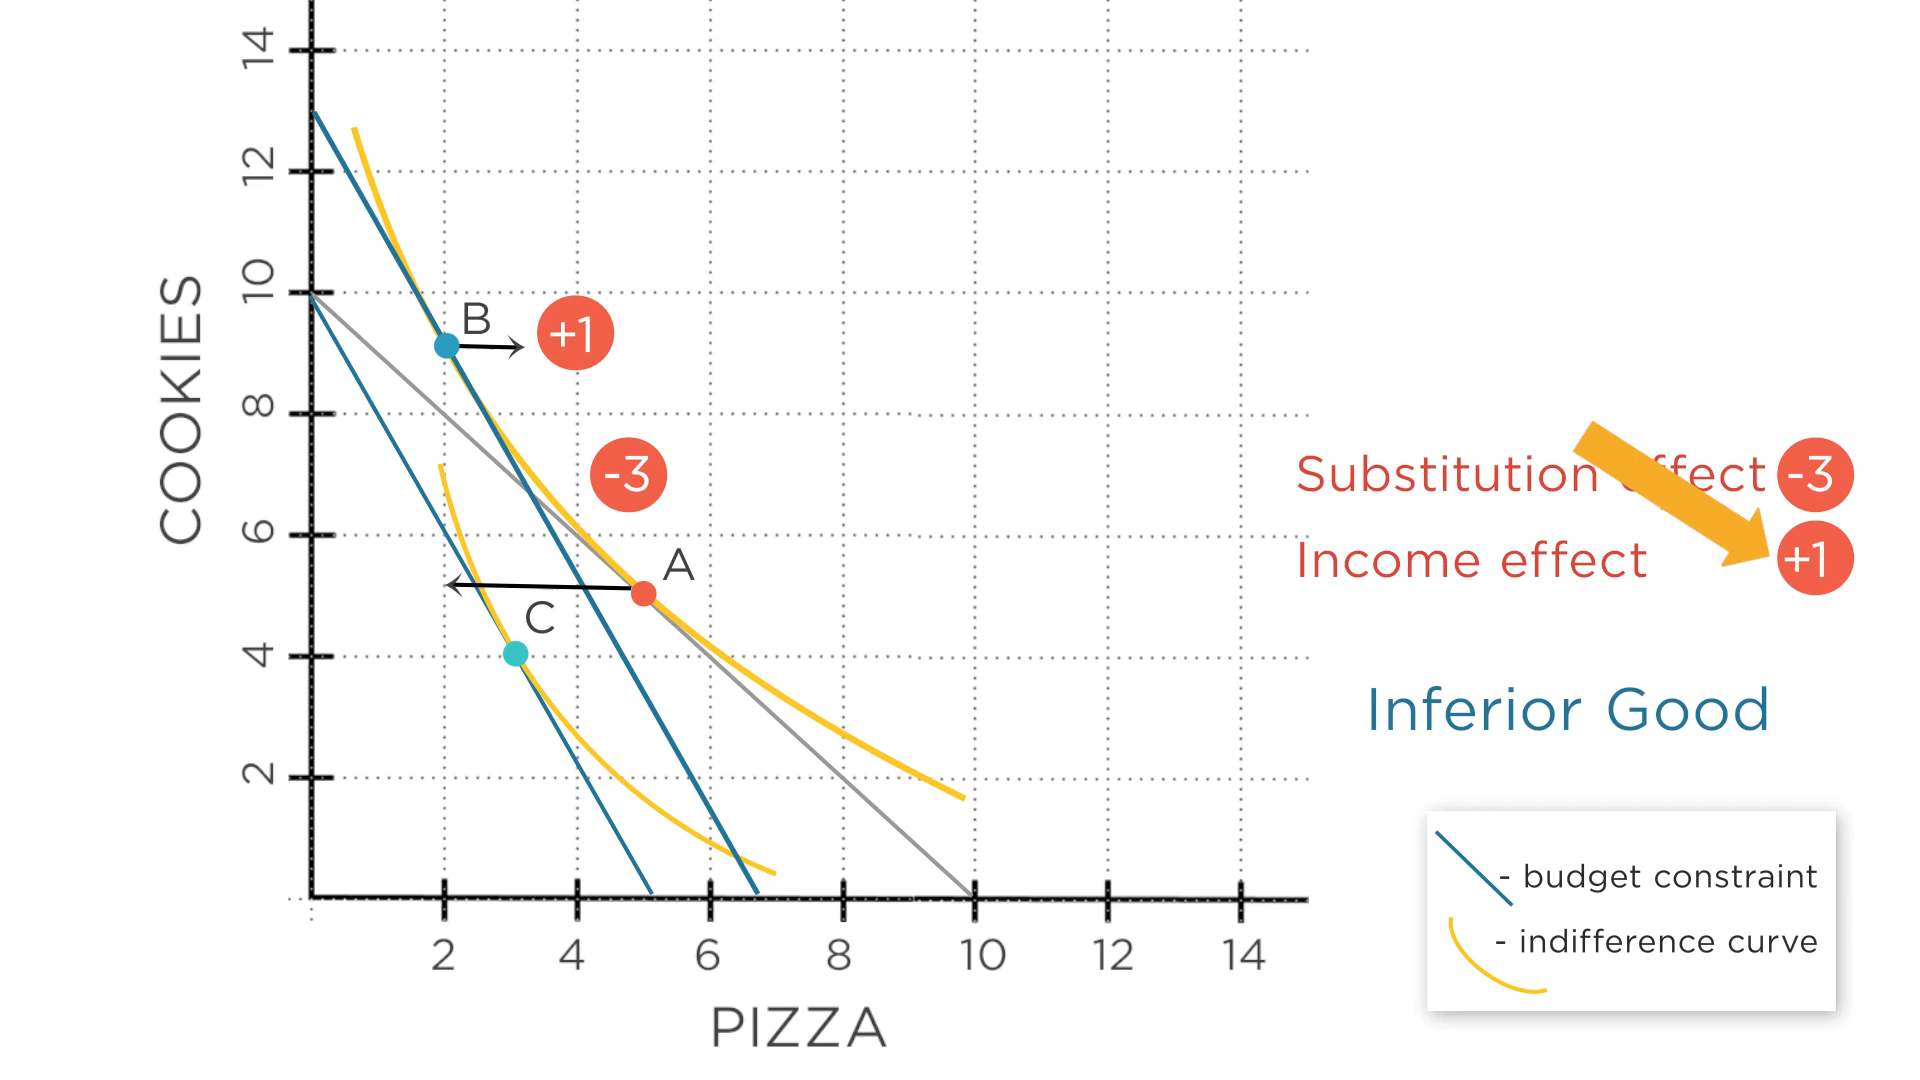 14
12
10
8
6
4
2
COOKIES
B
+1
-3
A
C
2 4 6 8 10 12 14
PIZZA
Substitution effect -3
Income effect +1
Inferior Good
- budget constraint
- indifference curve